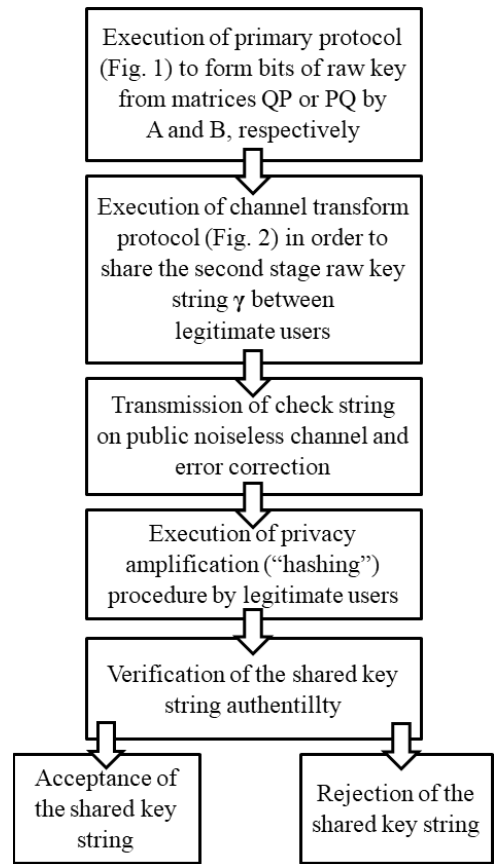 Execution of primary protocol
(Fig. 1) to form bits of raw key
from matrices QP or PQ by
A and B, respectively
Execution of channel transform
protocol (Fig. 2) in order to
share the second stage raw key
string γ between
legitimate users
Transmission of check string
on public noiseless channel and
error correction
Execution of privacy
amplification (“hashing”)
procedure by legitimate users
Verification of the shared key
string authentillty
Acceptance of
the shared key
string
Rejection of the
shared key string